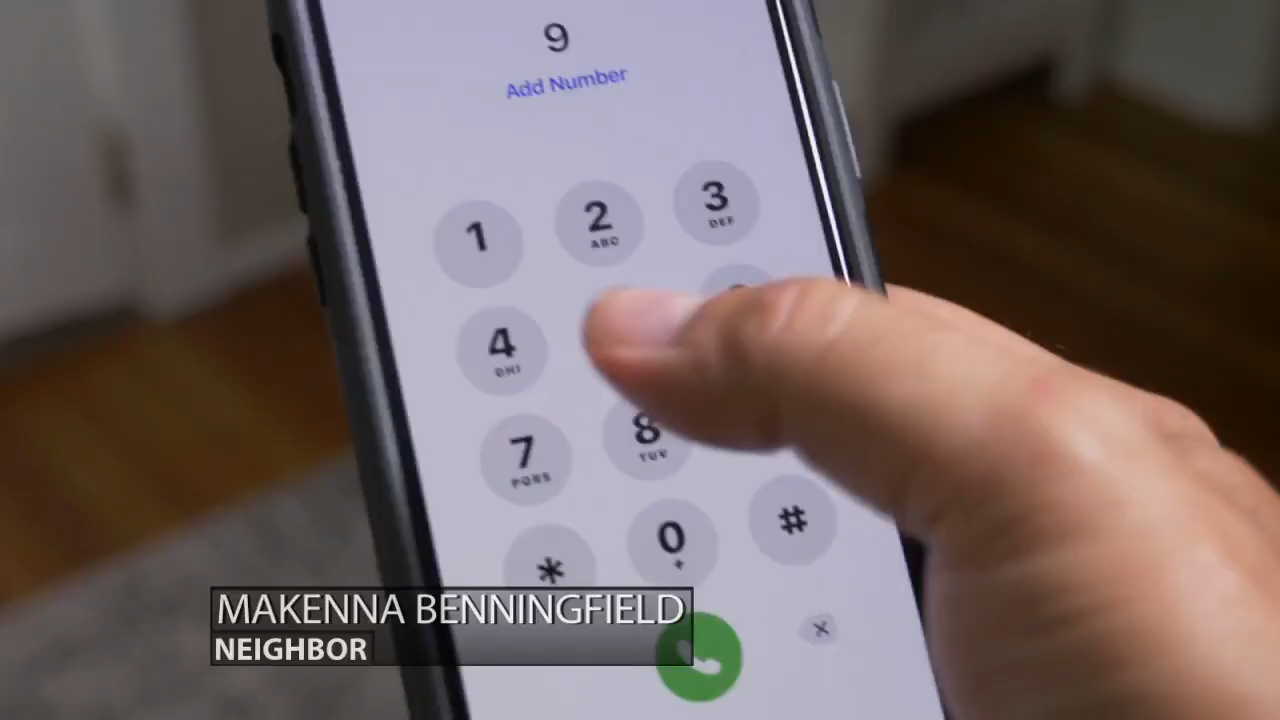 9
Add Number
1
2
ABC
3
DEF
4
GHI
7
PQRS
8
TUV
*
0
+
#
MAKENNA BENNINGFIELD
NEIGHBOR